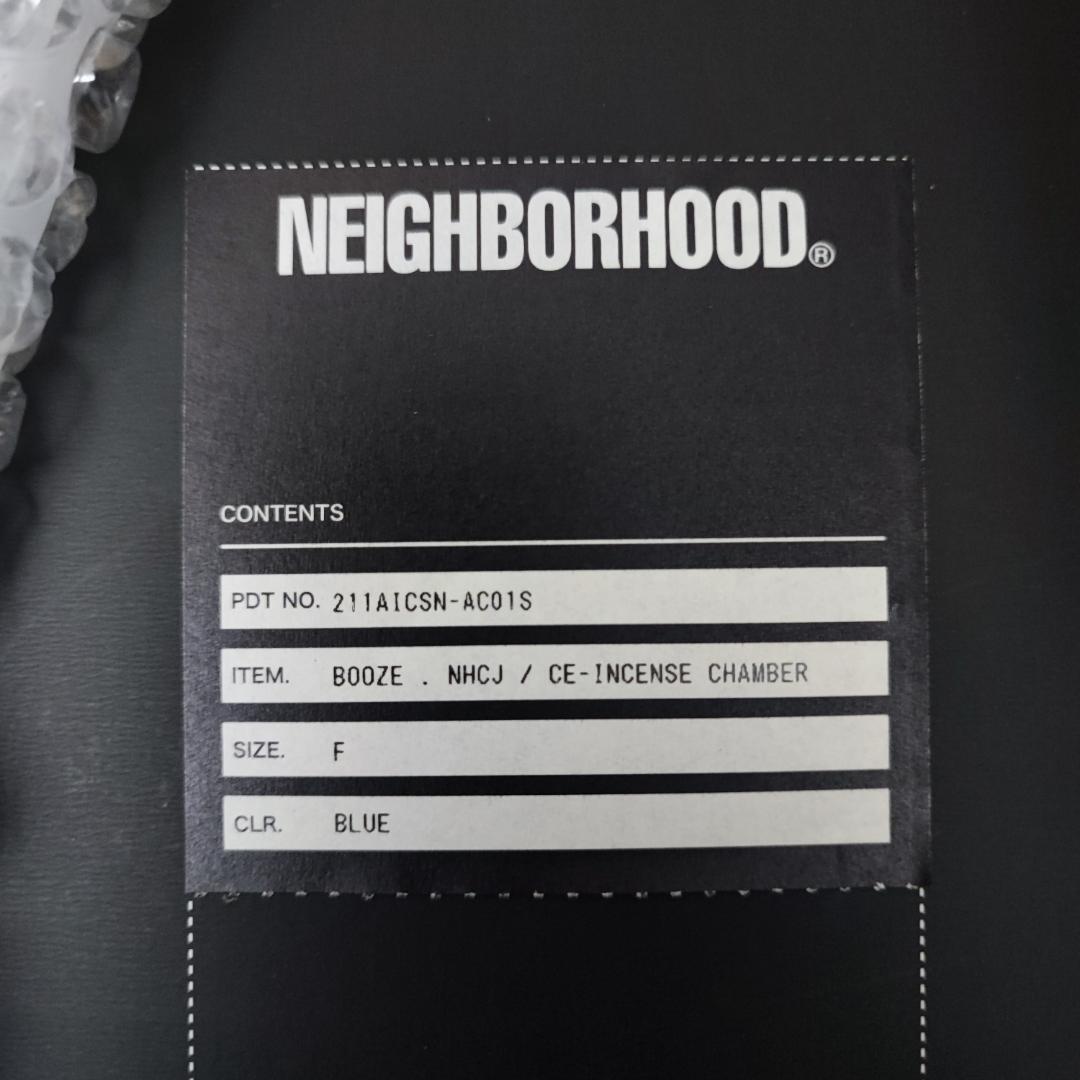 NEIGHBORHOOD®
CONTENTS
PDT NO. 211AICSN-AC01S
ITEM. BOOZE . NHCJ / CE-INCENSE CHAMBER
SIZE. F
CLR. BLUE